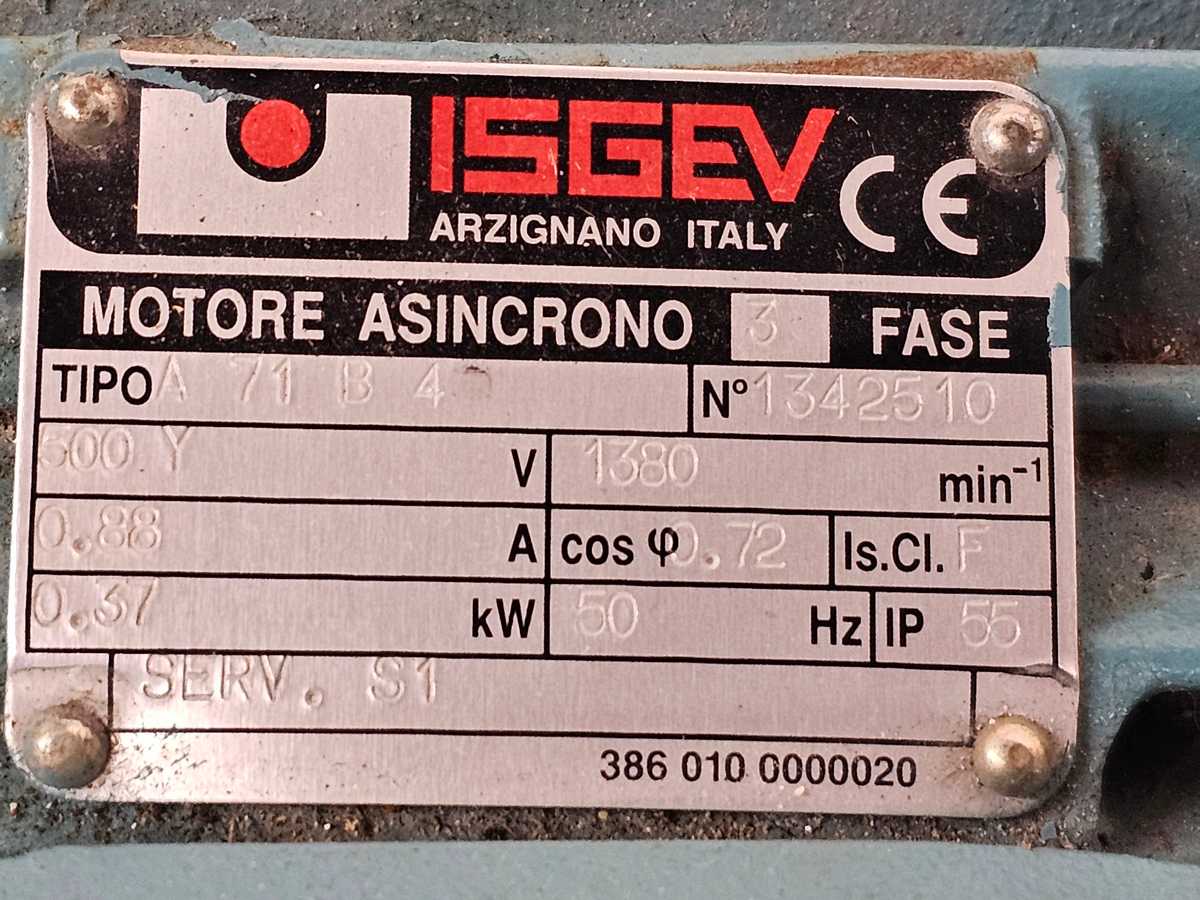 ISGEV
ARZIGNANO ITALY CE
MOTORE ASINCRONO 3 FASE
TIPO A 71 B 4 N° 1342510
500 Y V 1380 min⁻¹
0.88 A cos φ 0.72 Is.Cl. F
0.37 kW 50 Hz IP 55
SERV. S1
386 010 0000020